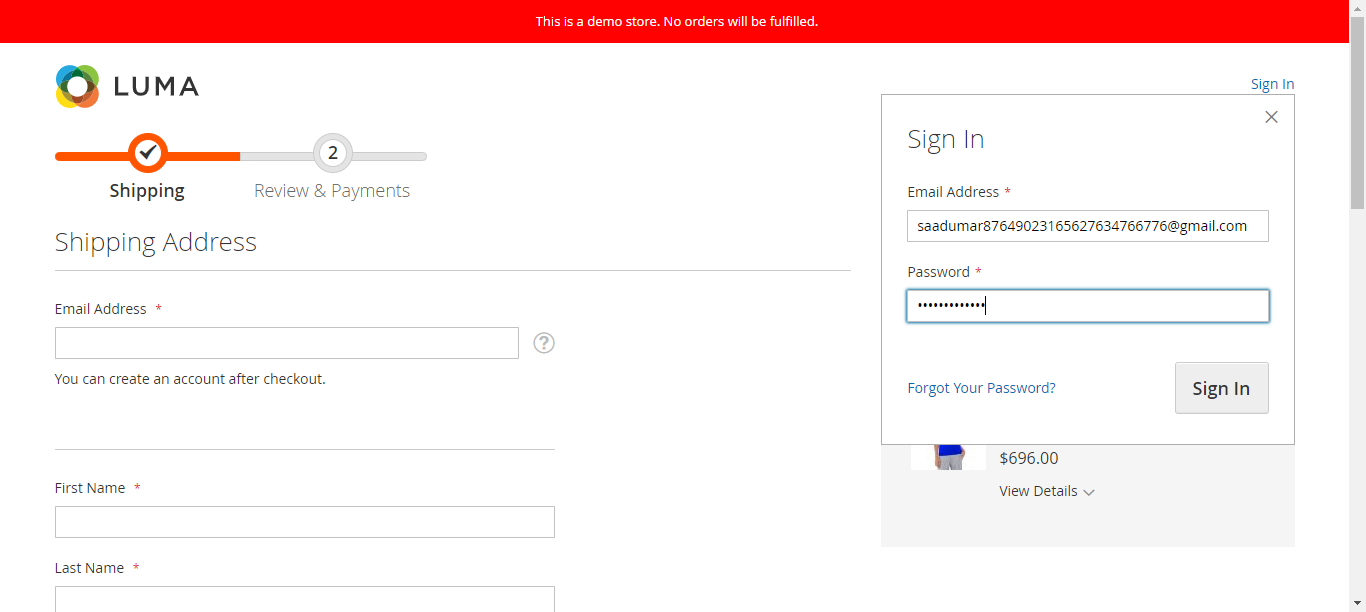 This is a demo store. No orders will be fulfilled.
LUMA
Sign In
2
Shipping
Review & Payments
Shipping Address
Email Address *
?
You can create an account after checkout.
First Name *
Last Name *
Sign In
Email Address *
saadumar87649023165627634766776@gmail.com
Password *
•••••••••••••
Forgot Your Password?
Sign In
$696.00
View Details